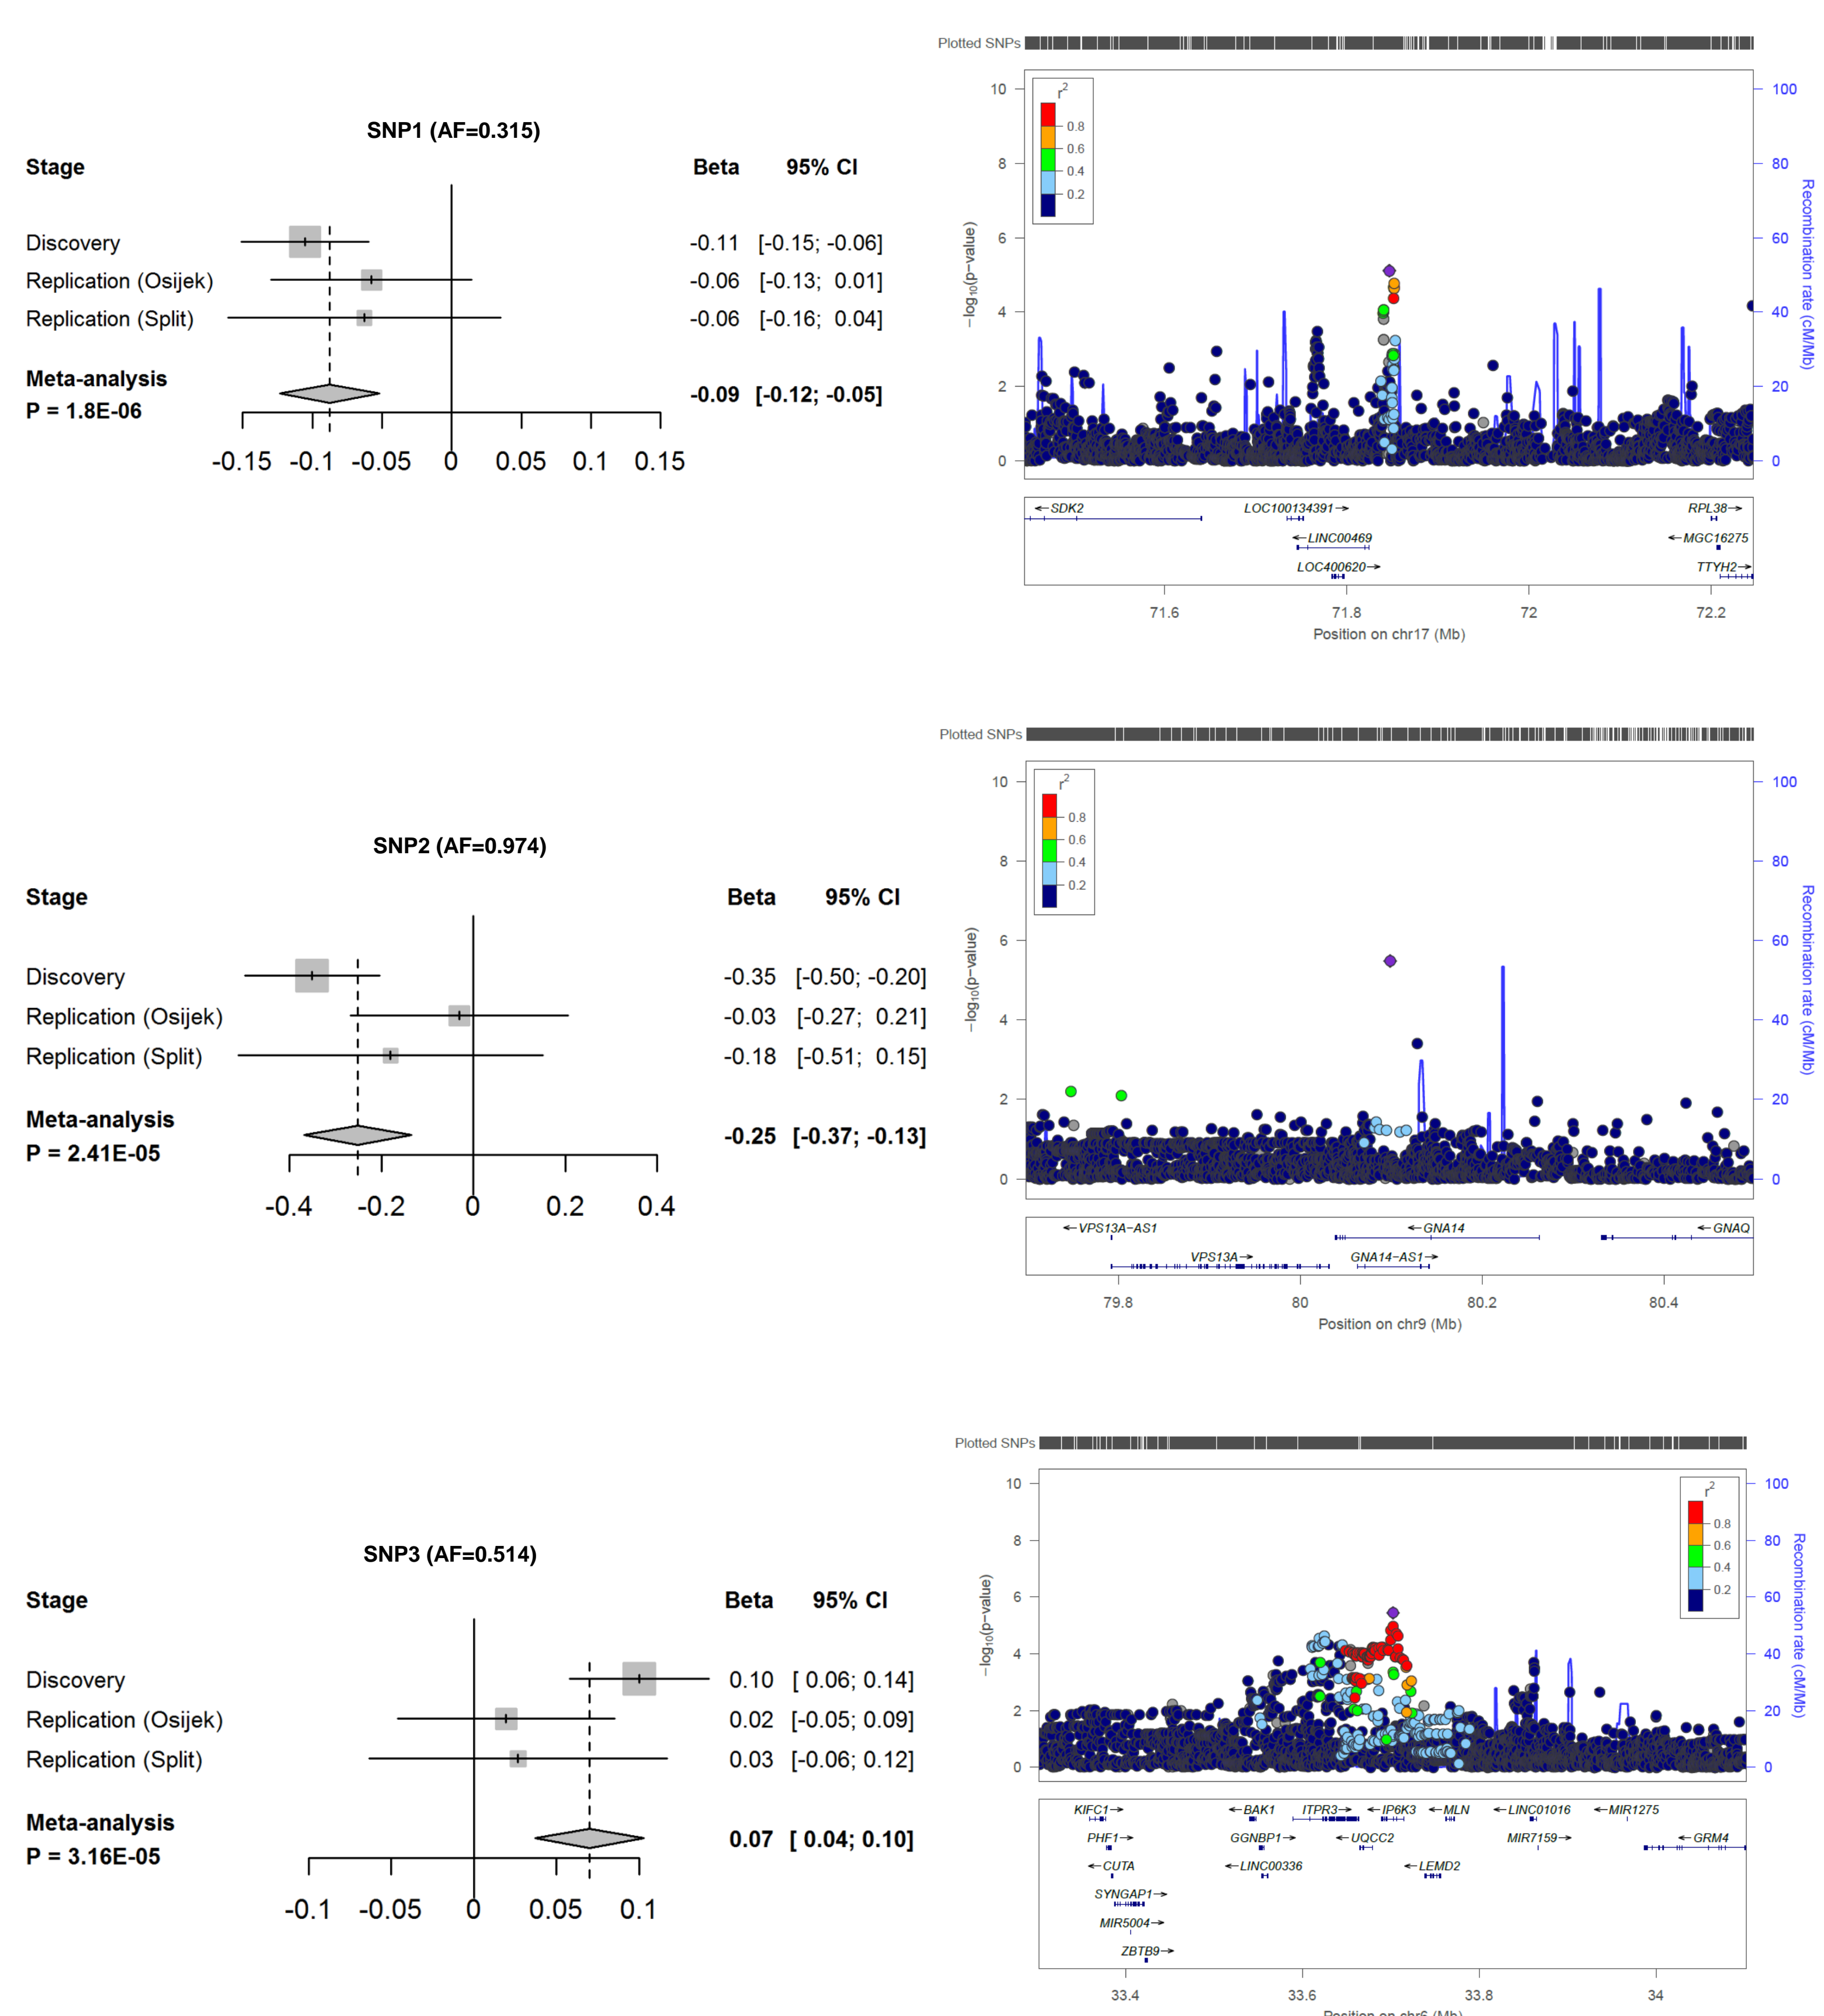 SNP1 (AF=0.315)
Stage Beta 95% CI
Discovery -0.11 [-0.15; -0.06]
Replication (Osijek) -0.06 [-0.13; 0.01]
Replication (Split) -0.06 [-0.16; 0.04]
Meta-analysis -0.09 [-0.12; -0.05]
P = 1.8E-06
-0.15 -0.1 -0.05 0 0.05 0.1 0.15
Plotted SNPs
r2
0.8
0.6
0.4
0.2
10
8
6
4
2
0
−log10(p−value)
100
80
60
40
20
0
Recombination rate (cM/Mb)
←SDK2 LOC100134391→ RPL38→
←LINC00469 ←MGC16275
LOC400620→ TTYH2→
71.6 71.8 72 72.2
Position on chr17 (Mb)
SNP2 (AF=0.974)
Stage Beta 95% CI
Discovery -0.35 [-0.50; -0.20]
Replication (Osijek) -0.03 [-0.27; 0.21]
Replication (Split) -0.18 [-0.51; 0.15]
Meta-analysis -0.25 [-0.37; -0.13]
P = 2.41E-05
-0.4 -0.2 0 0.2 0.4
Plotted SNPs
r2
0.8
0.6
0.4
0.2
10
8
6
4
2
0
−log10(p−value)
100
80
60
40
20
0
Recombination rate (cM/Mb)
←VPS13A−AS1 ←GNA14 ←GNAQ
VPS13A→ GNA14−AS1→
79.8 80 80.2 80.4
Position on chr9 (Mb)
SNP3 (AF=0.514)
Stage Beta 95% CI
Discovery 0.10 [ 0.06; 0.14]
Replication (Osijek) 0.02 [-0.05; 0.09]
Replication (Split) 0.03 [-0.06; 0.12]
Meta-analysis 0.07 [ 0.04; 0.10]
P = 3.16E-05
-0.1 -0.05 0 0.05 0.1
Plotted SNPs
r2
0.8
0.6
0.4
0.2
10
8
6
4
2
0
−log10(p−value)
100
80
60
40
20
0
Recombination rate (cM/Mb)
KIFC1→ ←BAK1 ITPR3→ ←IP6K3 ←MLN ←LINC01016 ←MIR1275
PHF1→ GGNBP1→ ←UQCC2 MIR7159→ ←GRM4
←CUTA ←LINC00336 ←LEMD2
SYNGAP1→
MIR5004→
ZBTB9→
33.4 33.6 33.8 34
Position on chr6 (Mb)